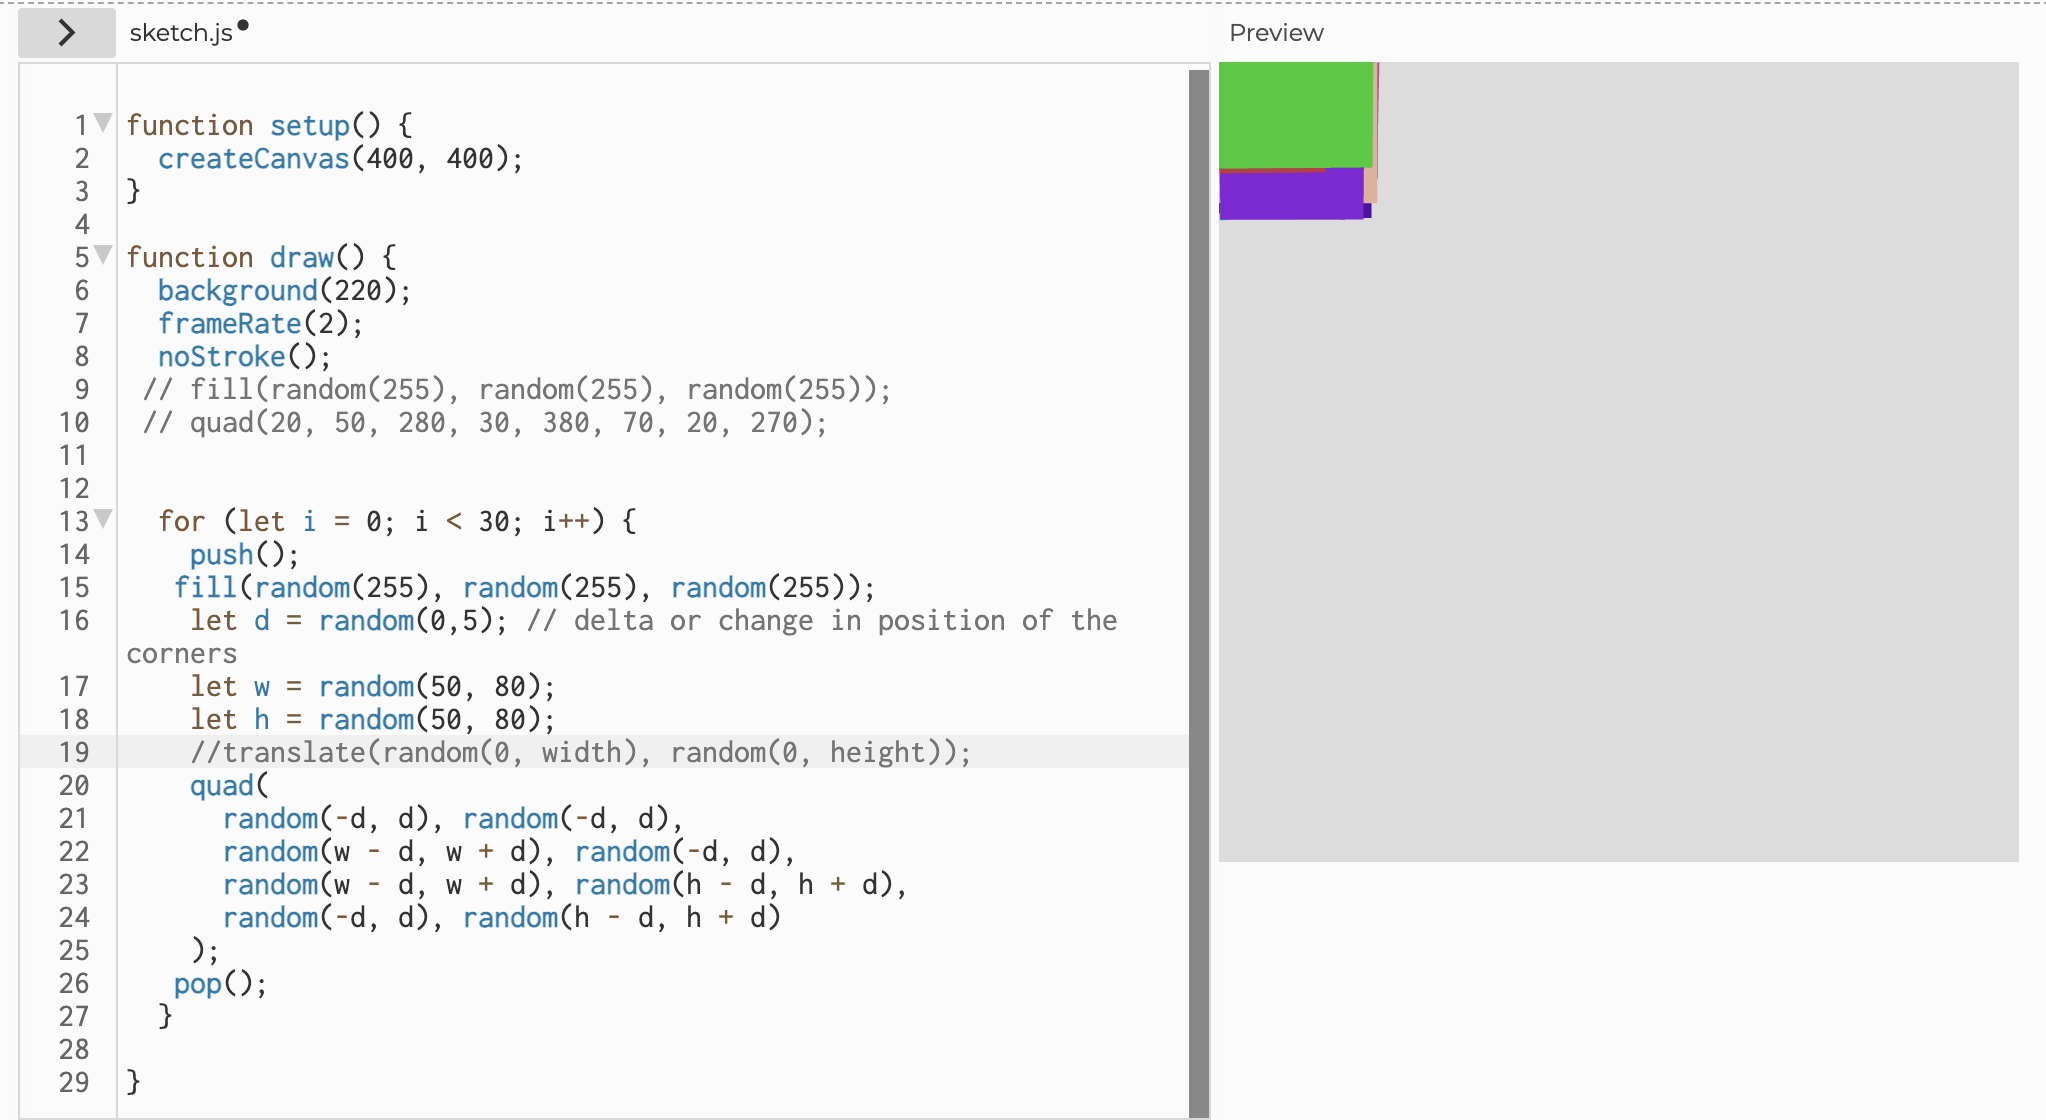 sketch.js
Preview
1 function setup() {
2 createCanvas(400, 400);
3 }
4
5 function draw() {
6 background(220);
7 frameRate(2);
8 noStroke();
9 // fill(random(255), random(255), random(255));
10 // quad(20, 50, 280, 30, 380, 70, 20, 270);
11
12
13 for (let i = 0; i < 30; i++) {
14 push();
15 fill(random(255), random(255), random(255));
16 let d = random(0,5); // delta or change in position of the
corners
17 let w = random(50, 80);
18 let h = random(50, 80);
19 //translate(random(0, width), random(0, height));
20 quad(
21 random(-d, d), random(-d, d),
22 random(w - d, w + d), random(-d, d),
23 random(w - d, w + d), random(h - d, h + d),
24 random(-d, d), random(h - d, h + d)
25 );
26 pop();
27 }
28
29 }